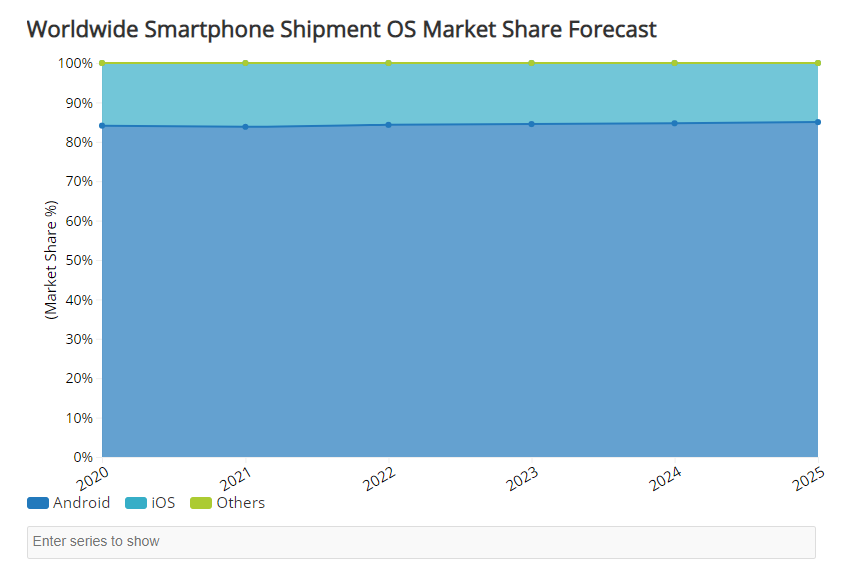 Worldwide Smartphone Shipment OS Market Share Forecast
100%
90%
80%
70%
60%
50%
40%
30%
20%
10%
0%
(Market Share %)
2020 2021 2022 2023 2024 2025
Android iOS Others
Enter series to show